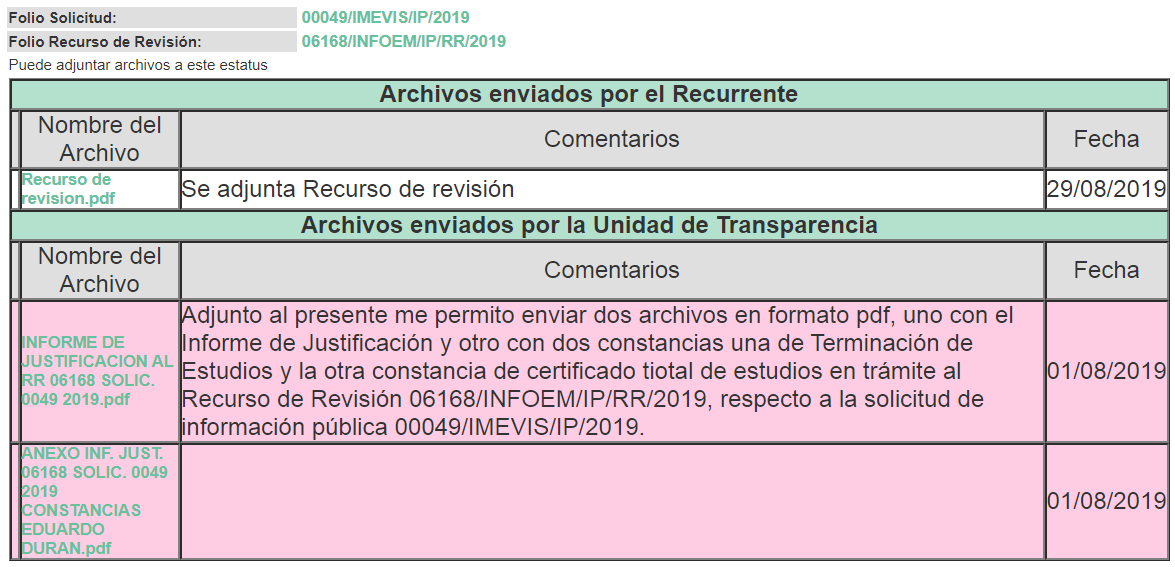 Folio Solicitud: 00049/IMEVIS/IP/2019
Folio Recurso de Revisión: 06168/INFOEM/IP/RR/2019
Puede adjuntar archivos a este estatus
Archivos enviados por el Recurrente
Nombre del
Archivo
Comentarios
Fecha
Recurso de
revision.pdf
Se adjunta Recurso de revisión
29/08/2019
Archivos enviados por la Unidad de Transparencia
Nombre del
Archivo
Comentarios
Fecha
INFORME DE
JUSTIFICACION AL
RR 06168 SOLIC.
0049 2019.pdf
Adjunto al presente me permito enviar dos archivos en formato pdf, uno con el
Informe de Justificación y otro con dos constancias una de Terminación de
Estudios y la otra constancia de certificado tiotal de estudios en trámite al
Recurso de Revisión 06168/INFOEM/IP/RR/2019, respecto a la solicitud de
información pública 00049/IMEVIS/IP/2019.
01/08/2019
ANEXO INF. JUST.
06168 SOLIC. 0049
2019
CONSTANCIAS
EDUARDO
DURAN.pdf
01/08/2019